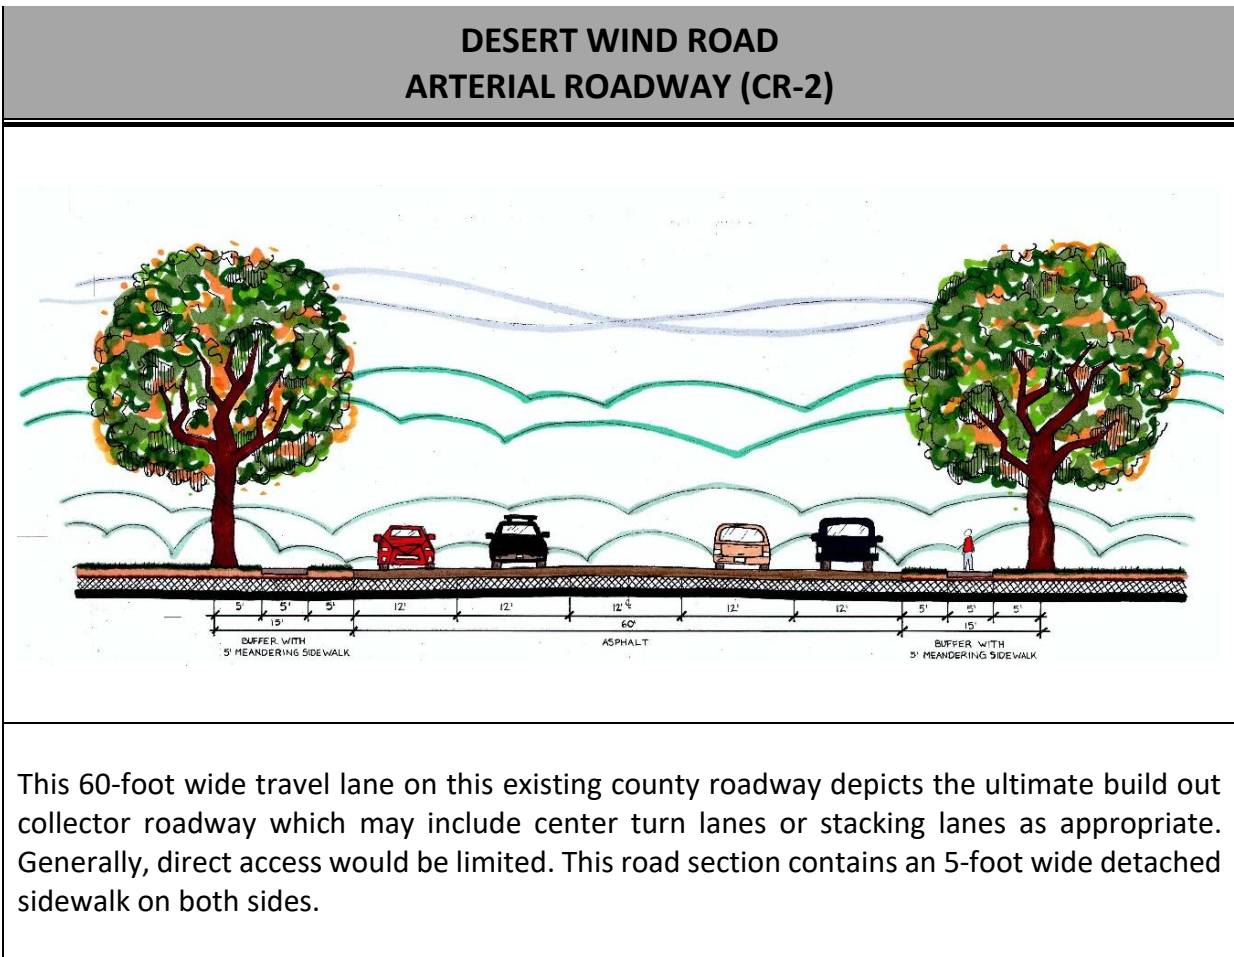 DESERT WIND ROAD
ARTERIAL ROADWAY (CR-2)
5' 5' 5' 12' 12' 12' ℄ 12' 12' 5' 5' 5'
15' 60' 15'
BUFFER WITH
5' MEANDERING SIDEWALK
ASPHALT
BUFFER WITH
5' MEANDERING SIDEWALK
This 60-foot wide travel lane on this existing county roadway depicts the ultimate build out
collector roadway which may include center turn lanes or stacking lanes as appropriate.
Generally, direct access would be limited. This road section contains an 5-foot wide detached
sidewalk on both sides.